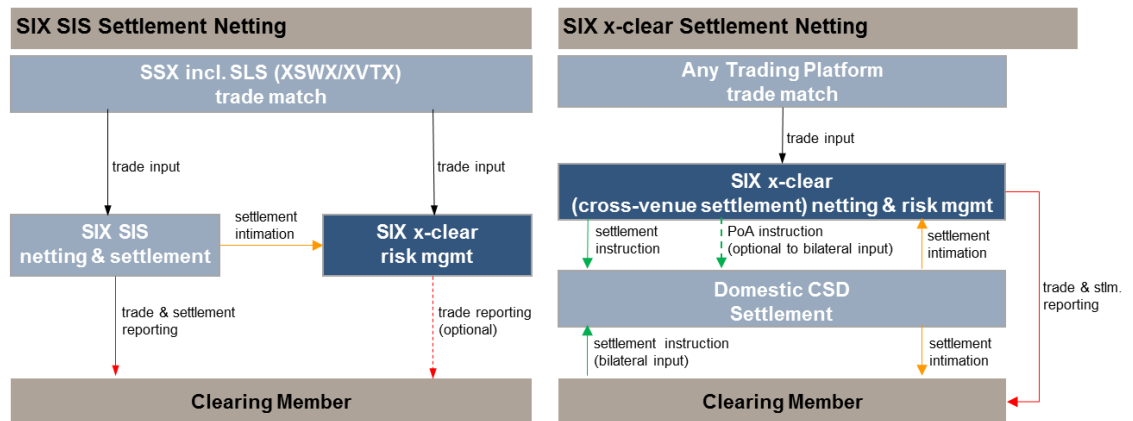 SIX SIS Settlement Netting
SSX incl. SLS (XSWX/XVTX)
trade match
trade input
trade input
SIX SIS
netting & settlement
settlement
intimation
SIX x-clear
risk mgmt
trade & settlement
reporting
trade reporting
(optional)
Clearing Member
SIX x-clear Settlement Netting
Any Trading Platform
trade match
trade input
SIX x-clear
(cross-venue settlement) netting & risk mgmt
settlement
instruction
PoA instruction
(optional to bilateral input)
settlement
intimation
Domestic CSD
Settlement
trade & stlm.
reporting
settlement instruction
(bilateral input)
settlement
intimation
Clearing Member